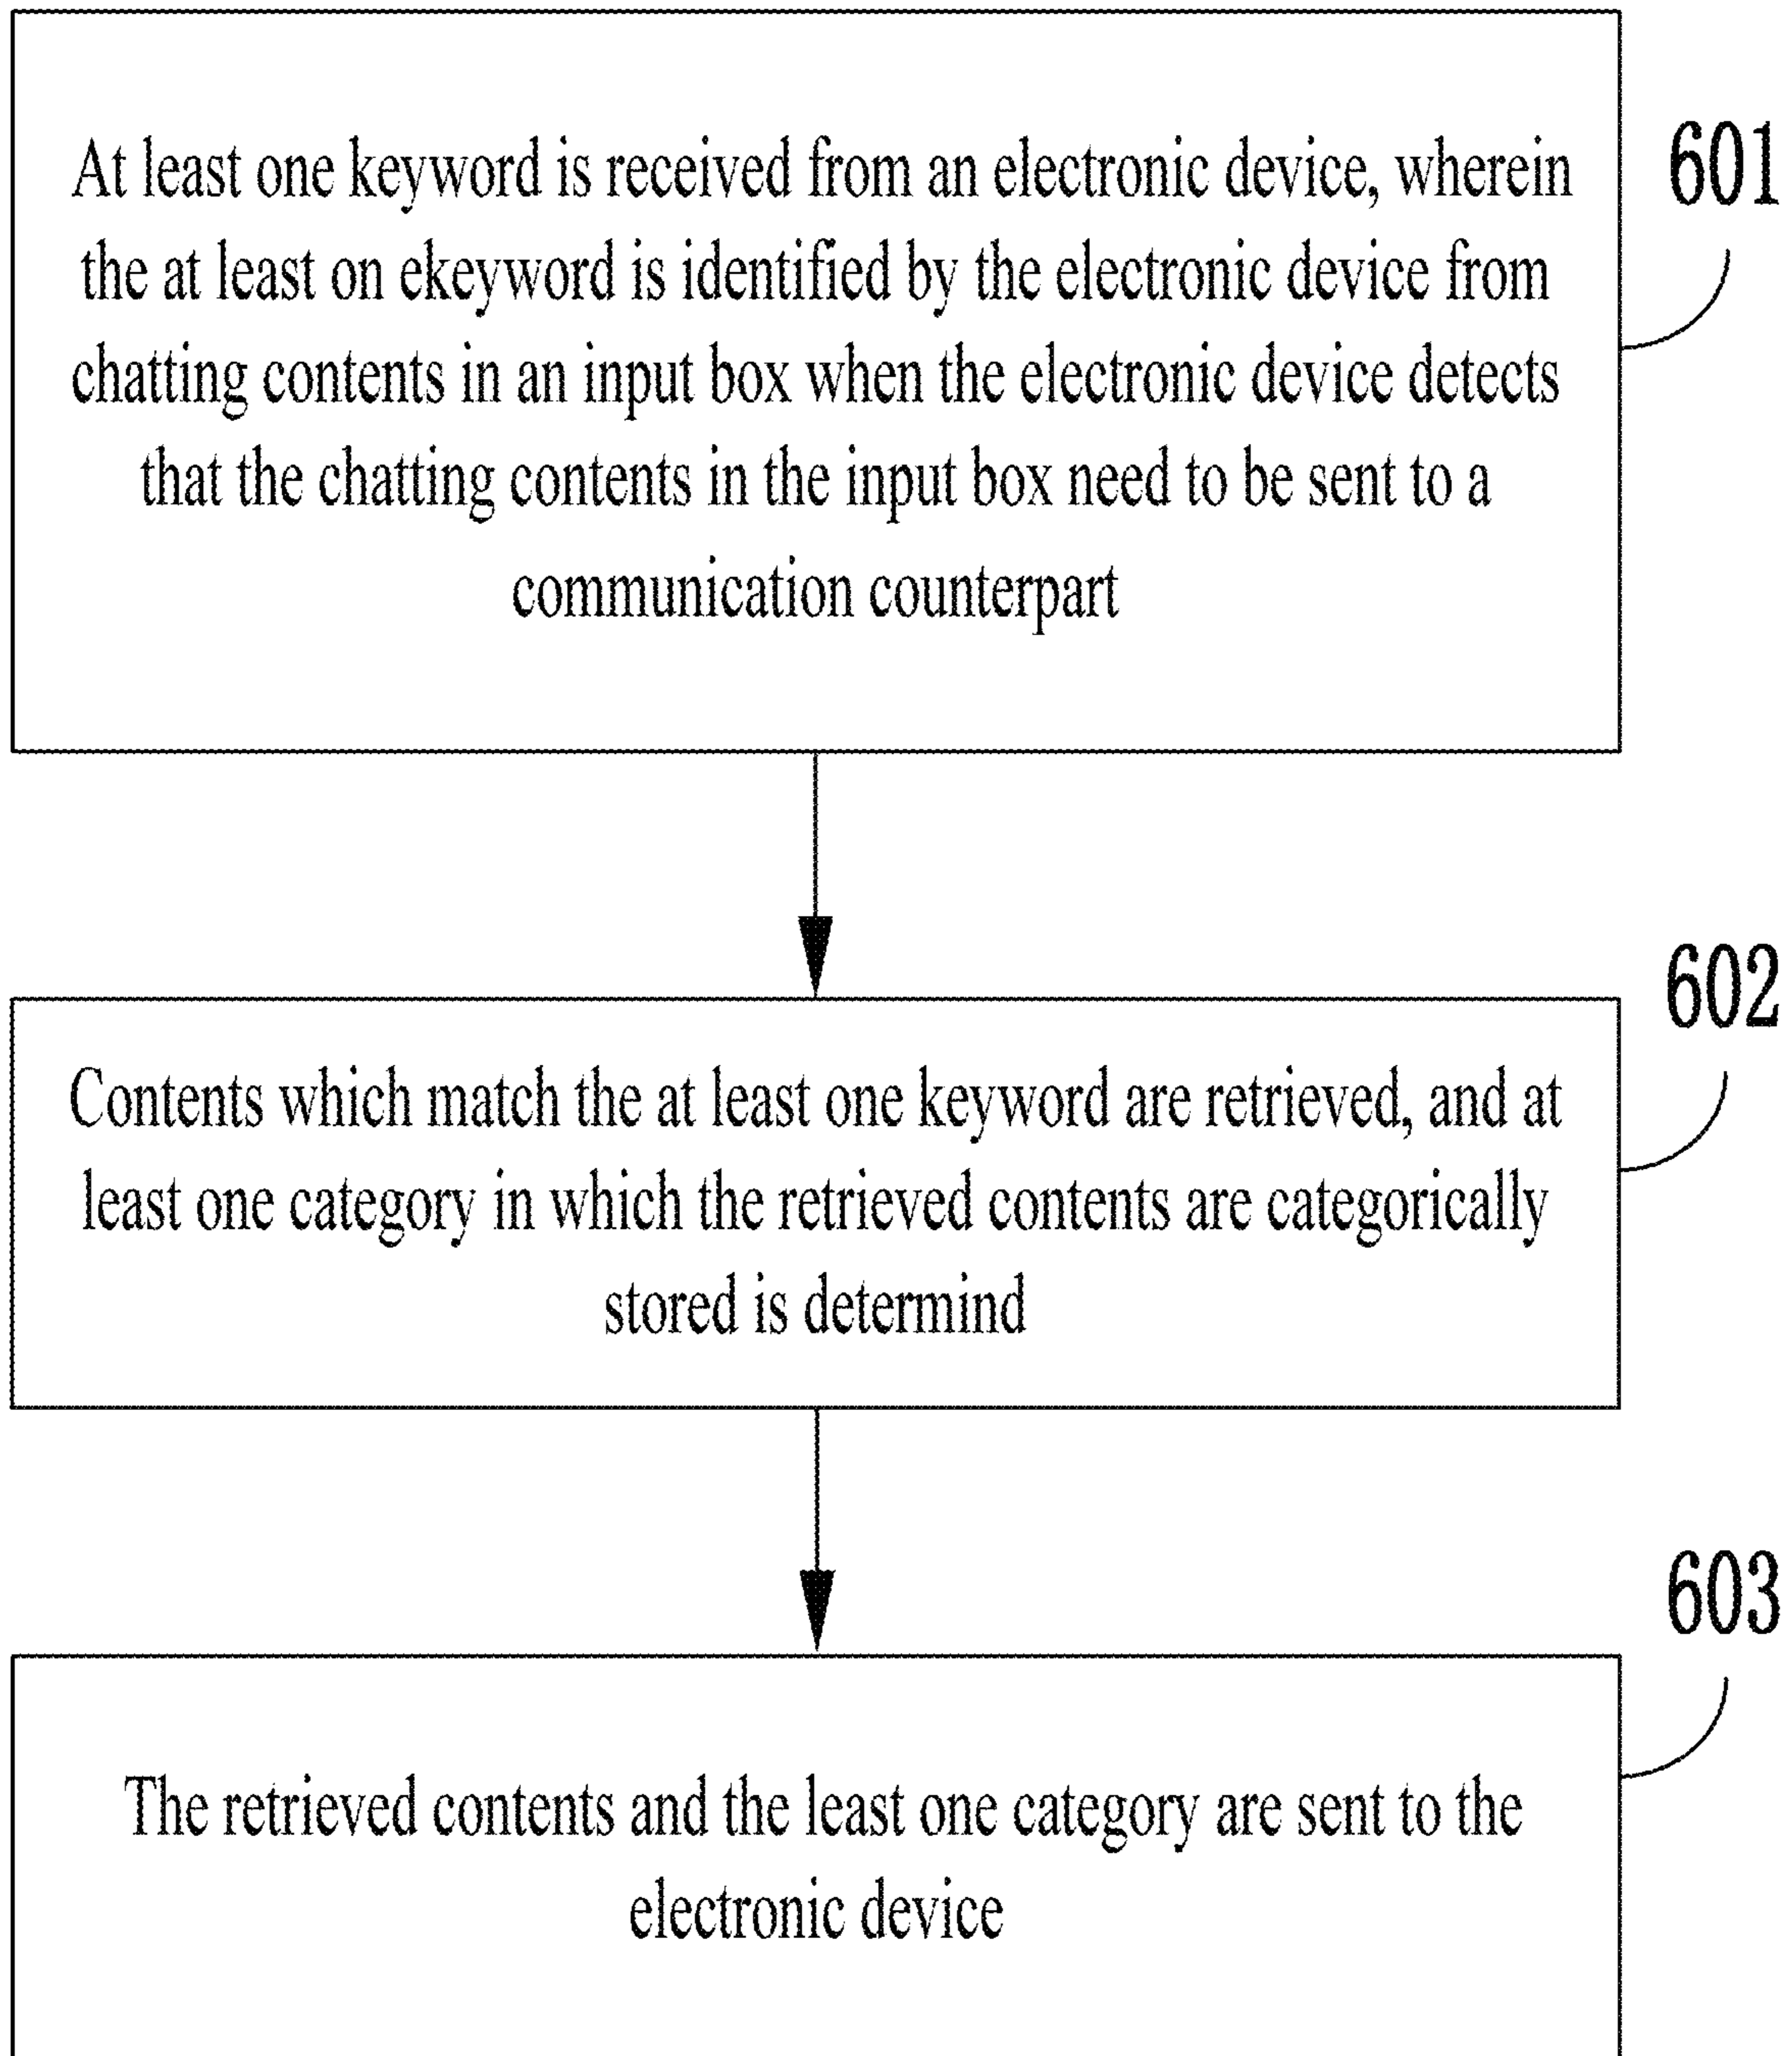 At least one keyword is received from an electronic device, wherein
the at least on ekeyword is identified by the electronic device from
chatting contents in an input box when the electronic device detects
that the chatting contents in the input box need to be sent to a
communication counterpart
601
Contents which match the at least one keyword are retrieved, and at
least one category in which the retrieved contents are categorically
stored is determind
602
The retrieved contents and the least one category are sent to the
electronic device
603